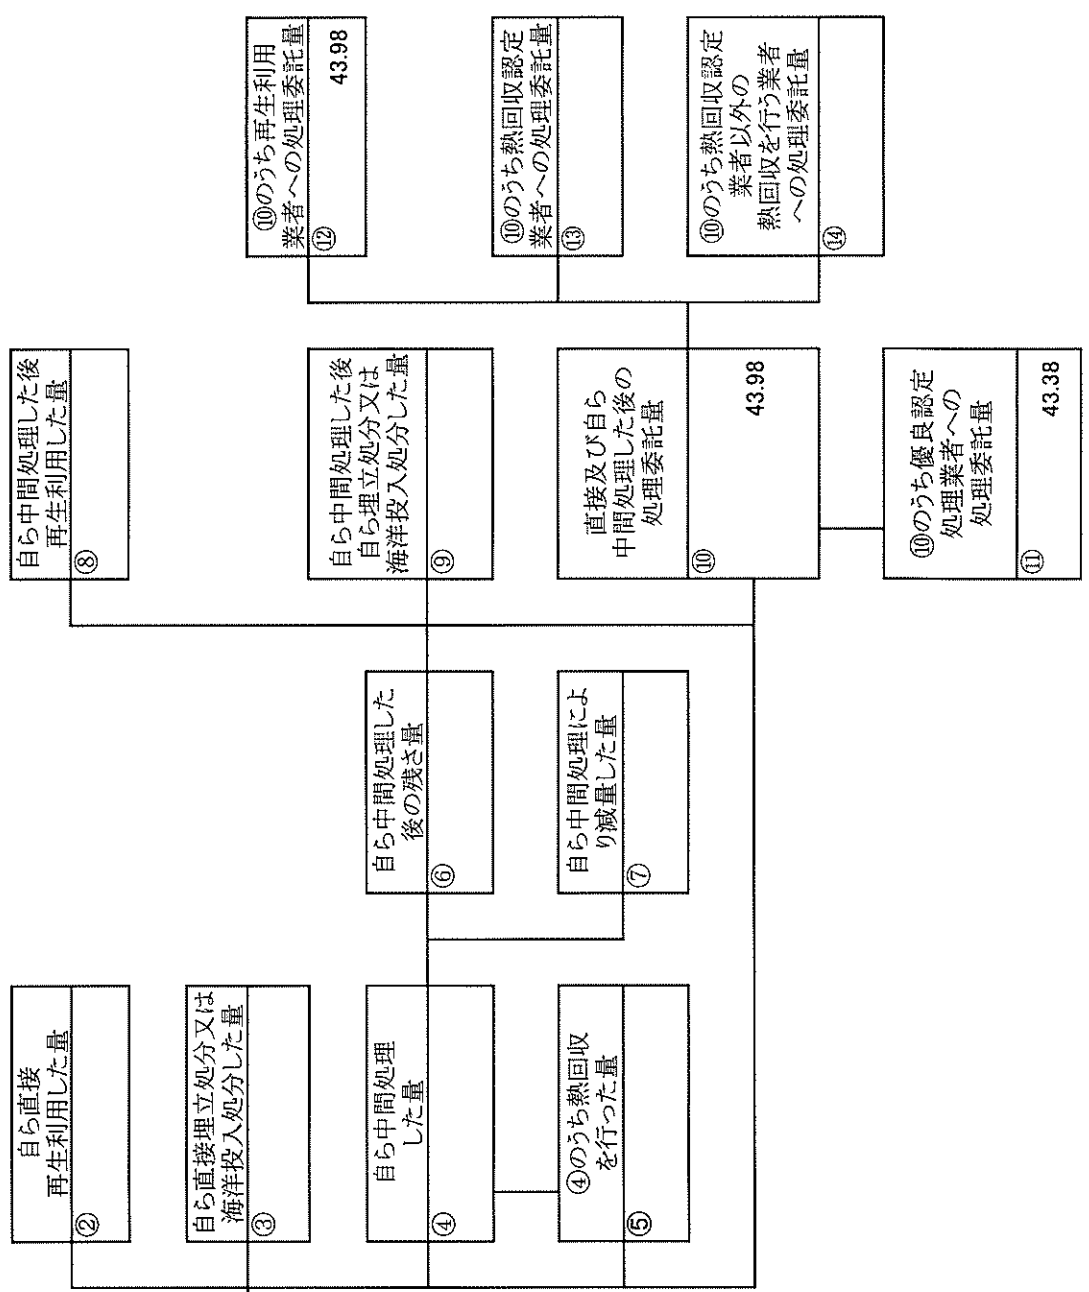 自ら直接
再生利用した量
②
自ら直接埋立処分又は
海洋投入処分した量
③
自ら中間処理
した量
④
④のうち熱回収
を行った量
⑤
自ら中間処理した
後の残さ量
⑥
自ら中間処理によ
り減量した量
⑦
自ら中間処理した後
再生利用した量
⑧
自ら中間処理した後
自ら埋立処分又は
海洋投入処分した量
⑨
直接及び自ら
中間処理した後の
処理委託量
⑩
43.98
⑩のうち優良認定
処理業者への
処理委託量
⑪
43.38
⑩のうち再生利用
業者への処理委託量
⑫
43.98
⑩のうち熱回収認定
業者への処理委託量
⑬
⑩のうち熱回収認定
業者以外の
熱回収を行う業者
への処理委託量
⑭